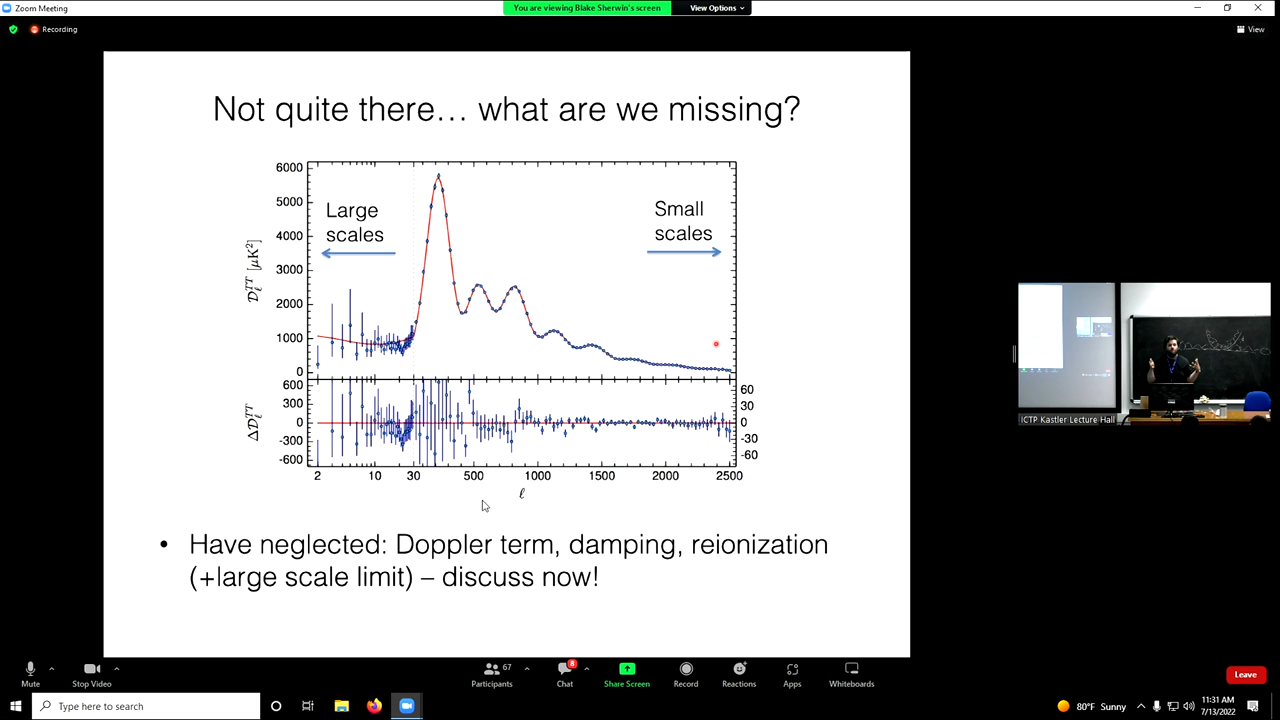 Zoom Meeting
You are viewing Blake Sherwin's screen
View Options
Recording
View
Not quite there… what are we missing?
6000
5000
4000
3000
2000
1000
0
Large
scales
Small
scales
𝒟ℓTT [μK²]
600
300
0
-300
-600
60
30
0
-30
-60
Δ𝒟ℓTT
2 10 30 500 1000 1500 2000 2500
ℓ
• Have neglected: Doppler term, damping, reionization
(+large scale limit) – discuss now!
ICTP Kastler Lecture Hall
Mute
Stop Video
67
Participants
8
Chat
Share Screen
Record
Reactions
Apps
Whiteboards
Leave
Type here to search
80°F Sunny
11:31 AM
7/13/2022